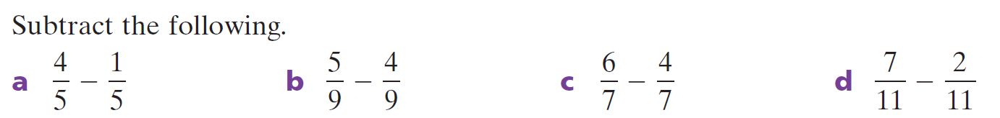 Subtract the following.
a 4/5 − 1/5 b 5/9 − 4/9 c 6/7 − 4/7 d 7/11 − 2/11